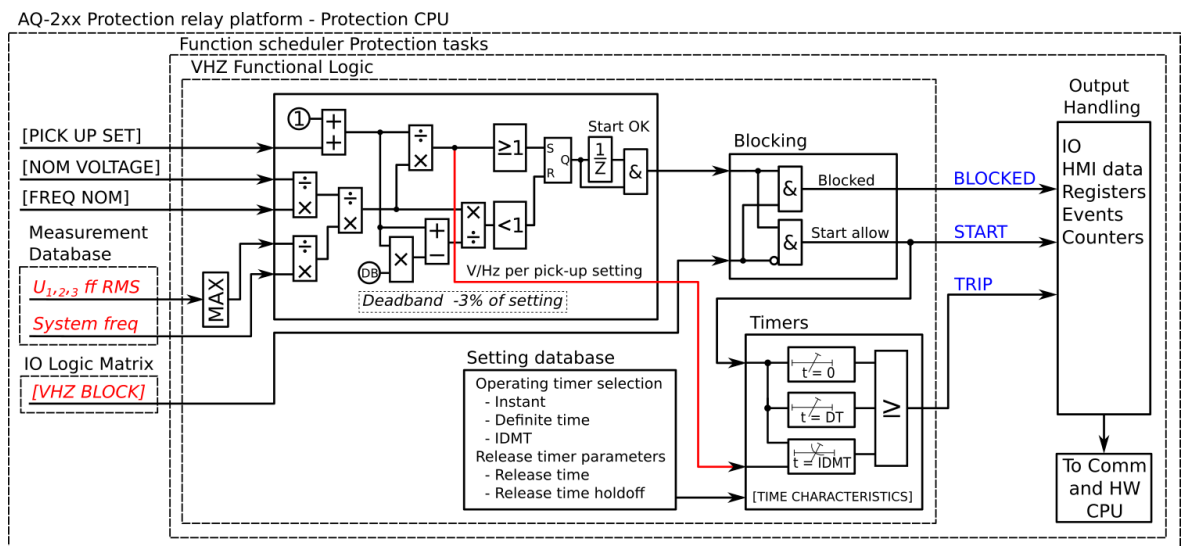 AQ-2xx Protection relay platform - Protection CPU
Function scheduler Protection tasks
VHZ Functional Logic
[PICK UP SET]
[NOM VOLTAGE]
[FREQ NOM]
Measurement
Database
U1,2,3 ff RMS
System freq
IO Logic Matrix
[VHZ BLOCK]
MAX
1
+
+
÷
×
÷
×
÷
×
÷
×
DB
×
+
−
×
÷
≥1
<1
S
R
Q
Start OK
1
Z
&
V/Hz per pick-up setting
Deadband -3% of setting
Setting database
Operating timer selection
- Instant
- Definite time
- IDMT
Release timer parameters
- Release time
- Release time holdoff
Blocking
&
Blocked
&
Start allow
Timers
t = 0
t = DT
t = IDMT
≥
[TIME CHARACTERISTICS]
BLOCKED
START
TRIP
Output
Handling
IO
HMI data
Registers
Events
Counters
To Comm
and HW
CPU